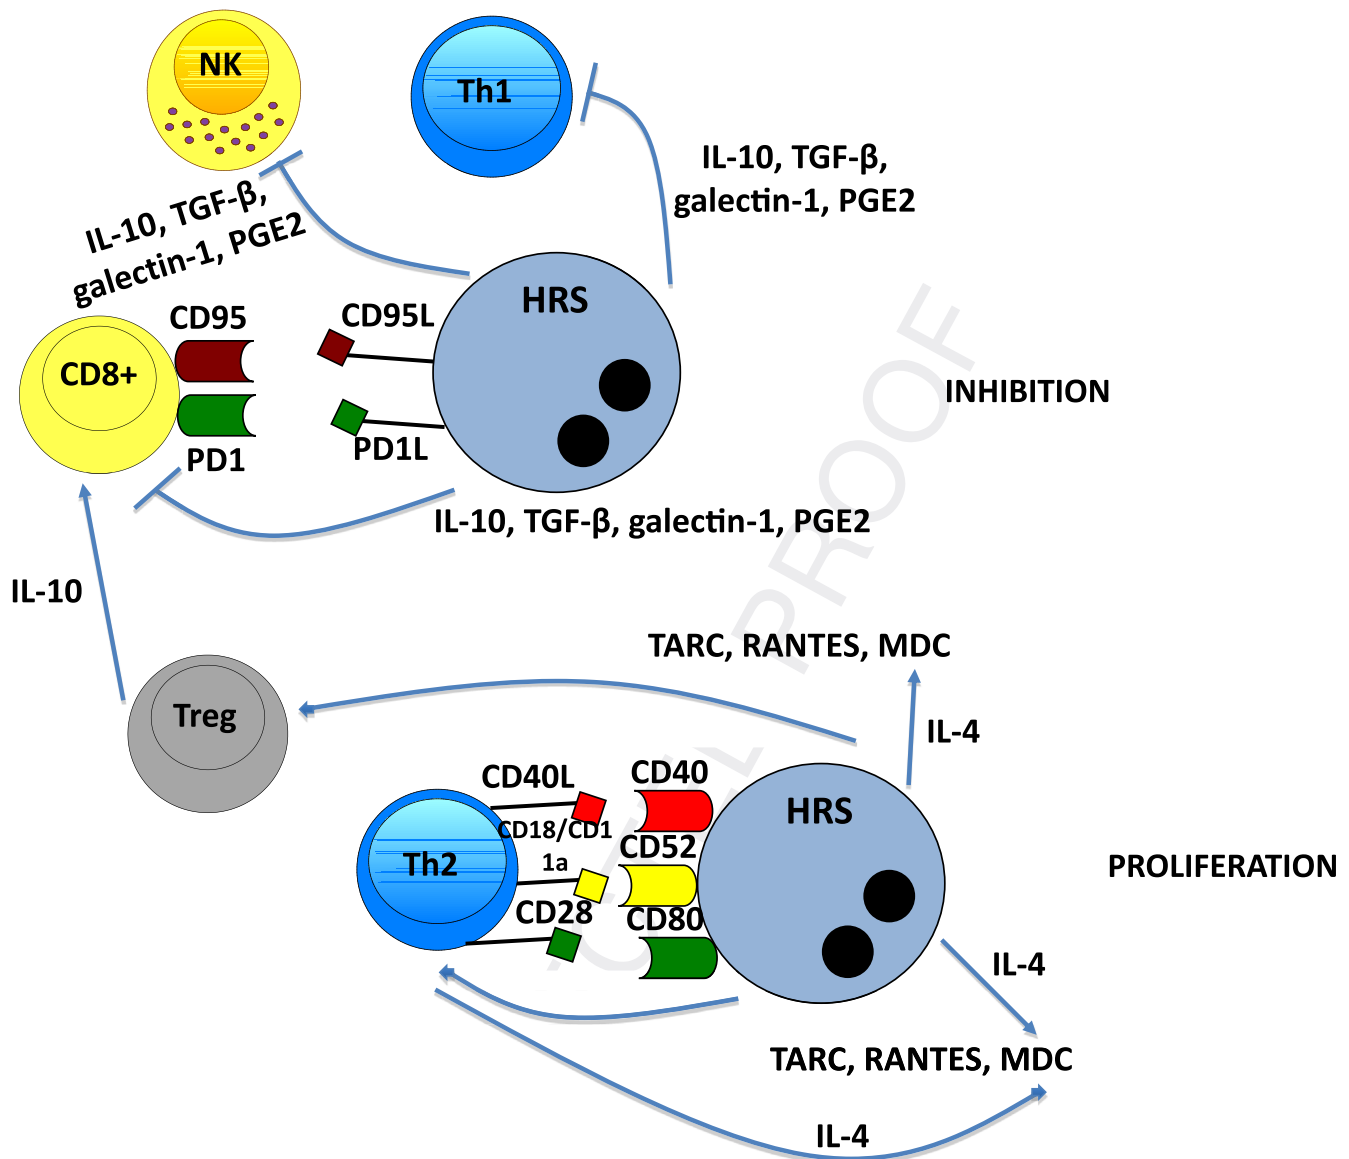 NK
Th1
IL-10, TGF-β,
galectin-1, PGE2
IL-10, TGF-β,
galectin-1, PGE2
HRS
CD95
CD95L
CD8+
INHIBITION
PD1
PD1L
IL-10, TGF-β, galectin-1, PGE2
IL-10
TARC, RANTES, MDC
Treg
IL-4
CD40L
CD40
HRS
CD18/CD1
1a
CD52
Th2
PROLIFERATION
CD28
CD80
IL-4
TARC, RANTES, MDC
IL-4
PROOF